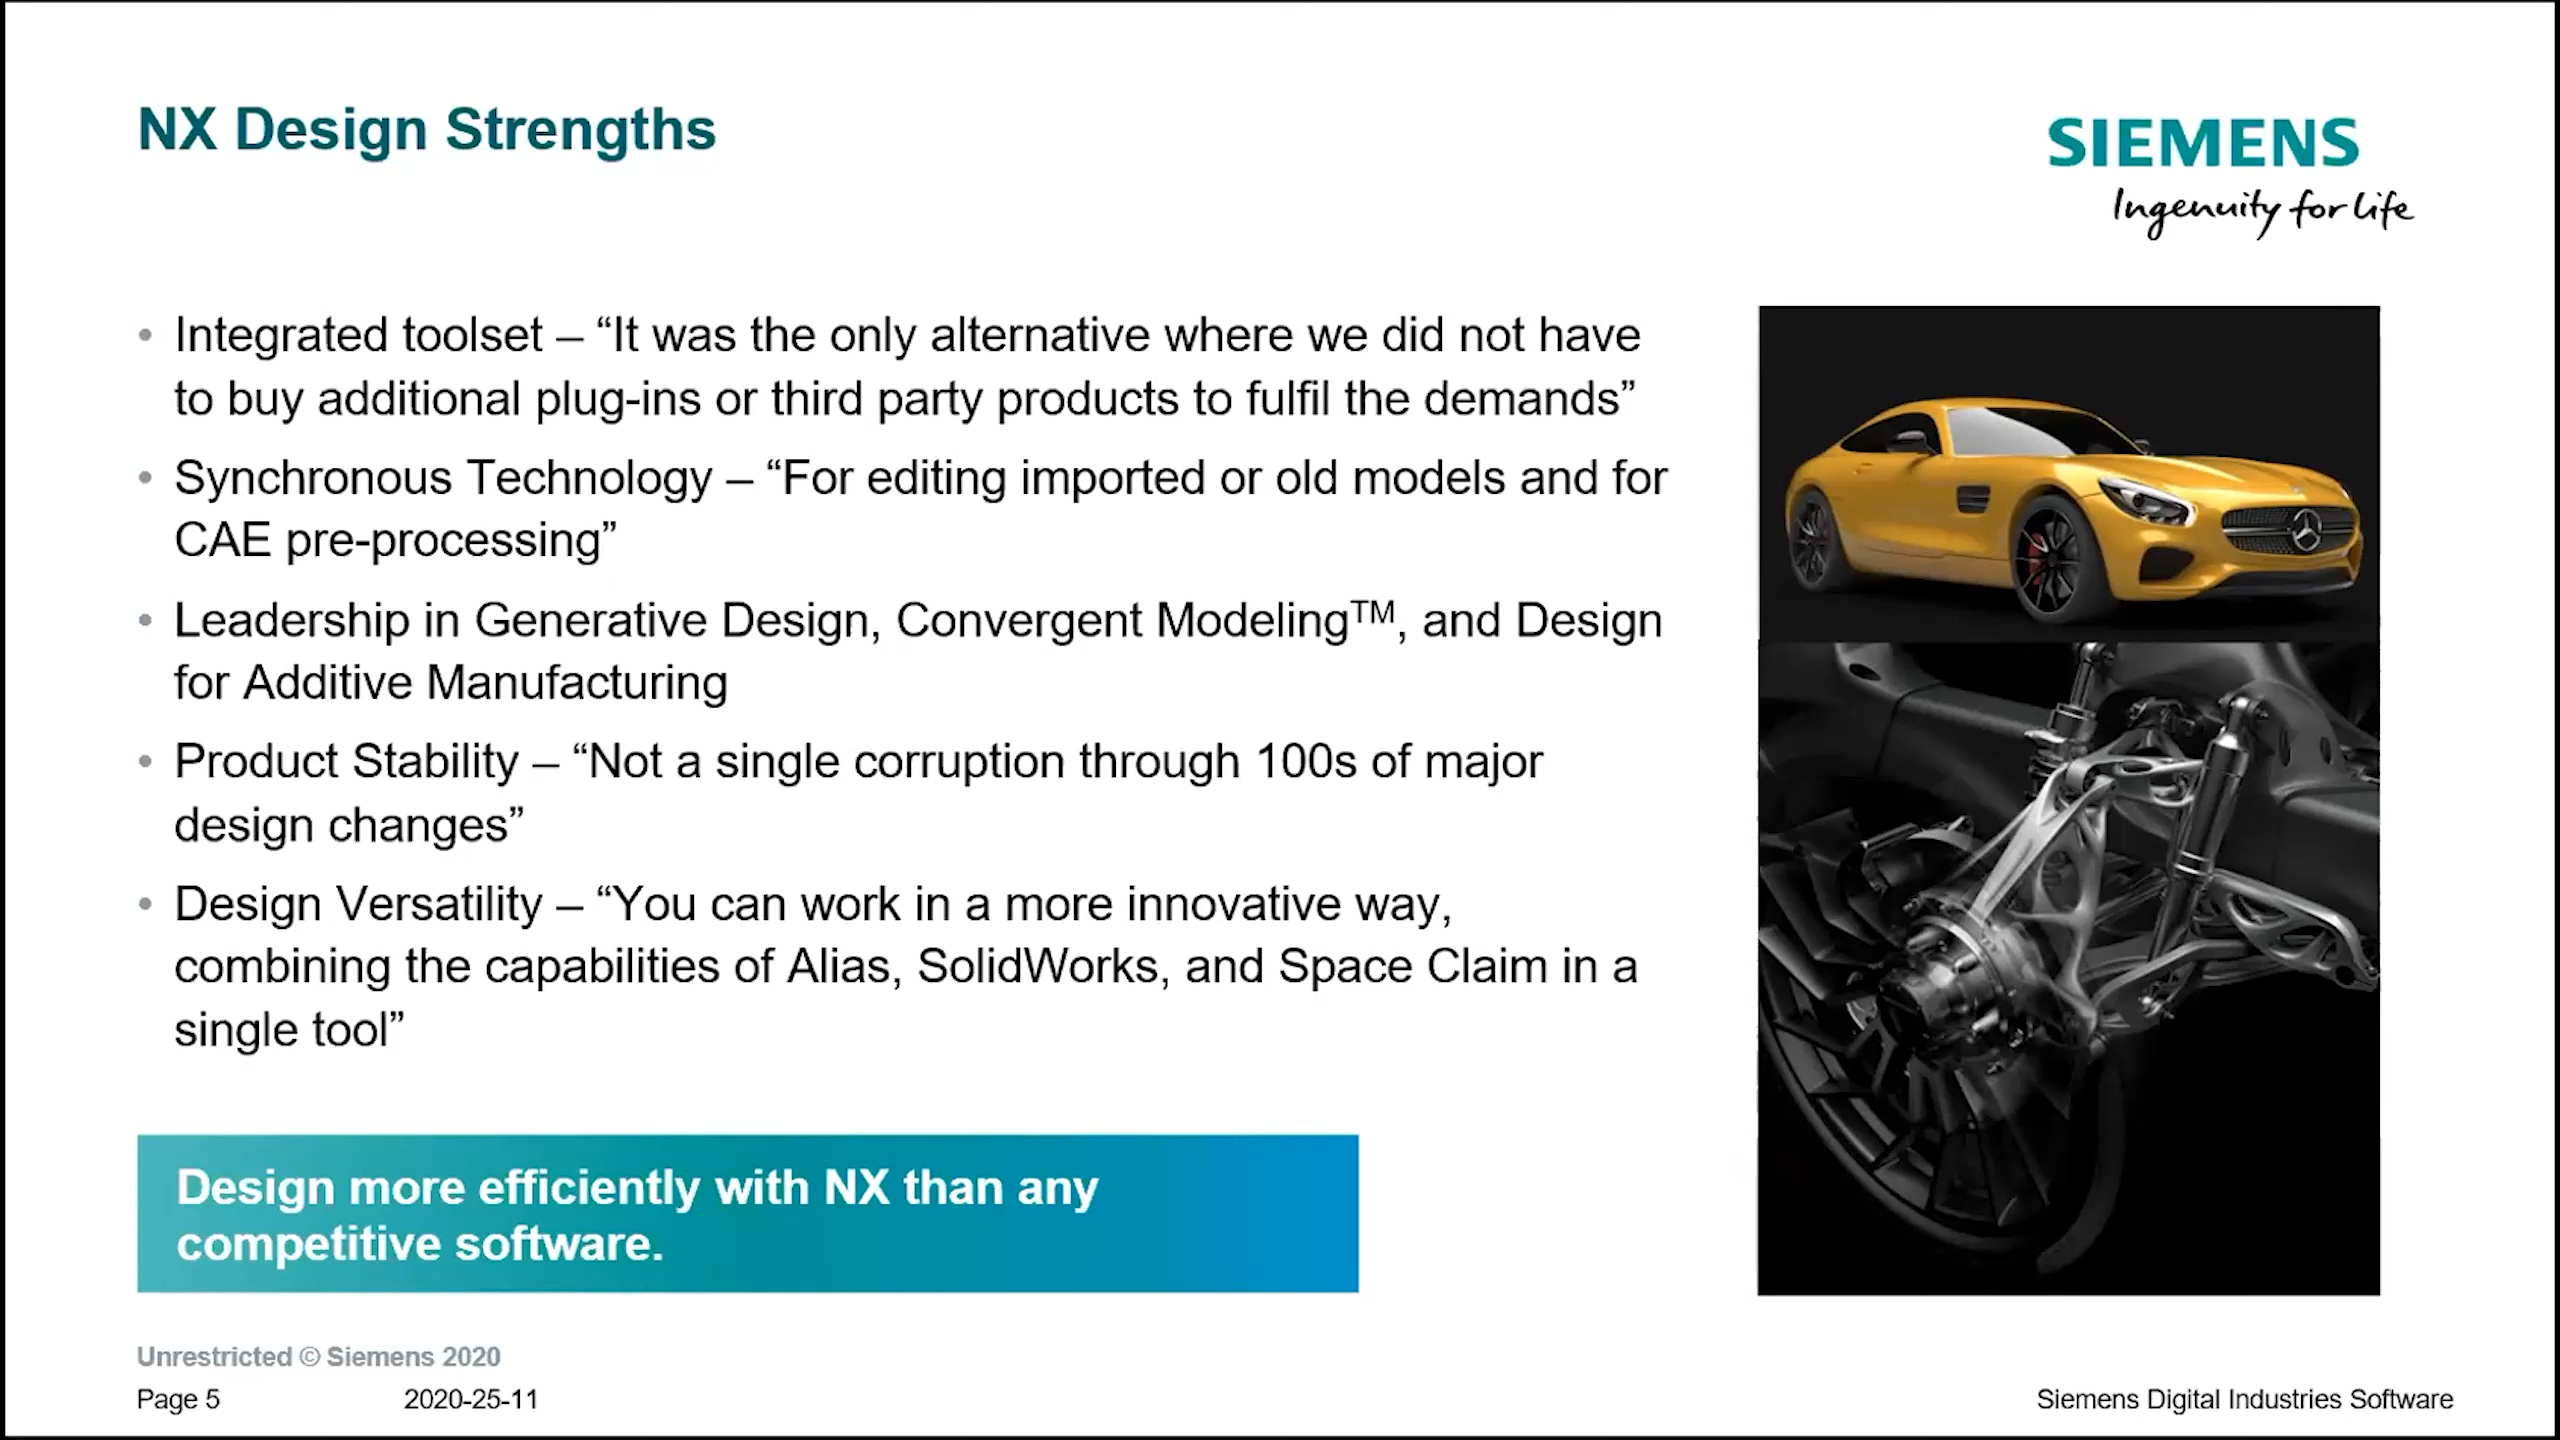 NX Design Strengths
SIEMENS
Ingenuity for life
• Integrated toolset – “It was the only alternative where we did not have
to buy additional plug-ins or third party products to fulfil the demands”
• Synchronous Technology – “For editing imported or old models and for
CAE pre-processing”
• Leadership in Generative Design, Convergent Modeling™, and Design
for Additive Manufacturing
• Product Stability – “Not a single corruption through 100s of major
design changes”
• Design Versatility – “You can work in a more innovative way,
combining the capabilities of Alias, SolidWorks, and Space Claim in a
single tool”
Design more efficiently with NX than any
competitive software.
Unrestricted © Siemens 2020
Page 5 2020-25-11 Siemens Digital Industries Software